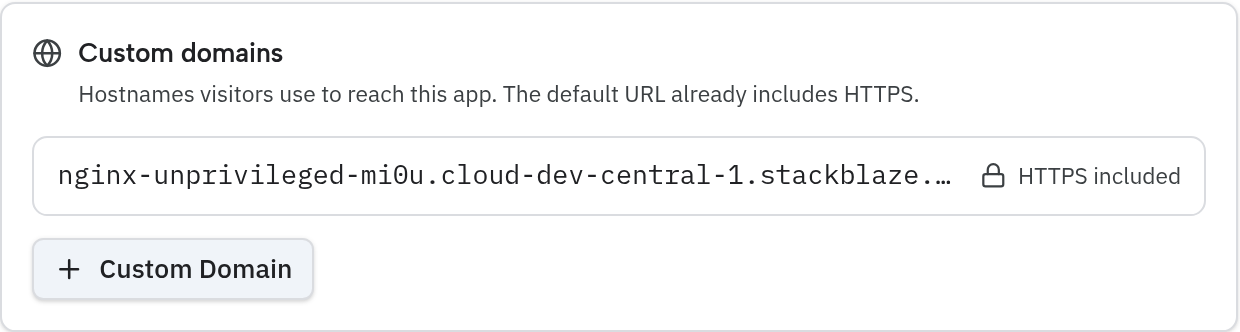 Custom domains
Hostnames visitors use to reach this app. The default URL already includes HTTPS.
nginx-unprivileged-mi0u.cloud-dev-central-1.stackblaze.… HTTPS included
+ Custom Domain